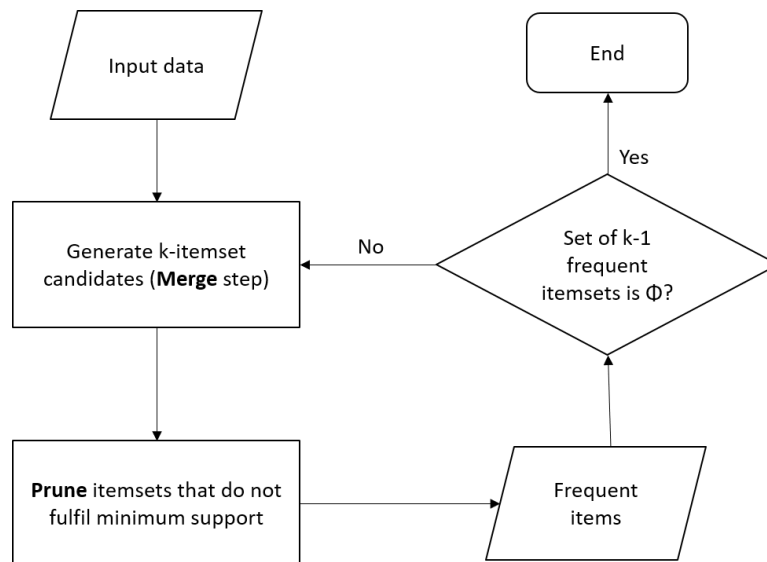 Input data
End
Yes
Generate k-itemset
candidates (Merge step)
No
Set of k-1
frequent
itemsets is Φ?
Prune itemsets that do not
fulfil minimum support
Frequent
items